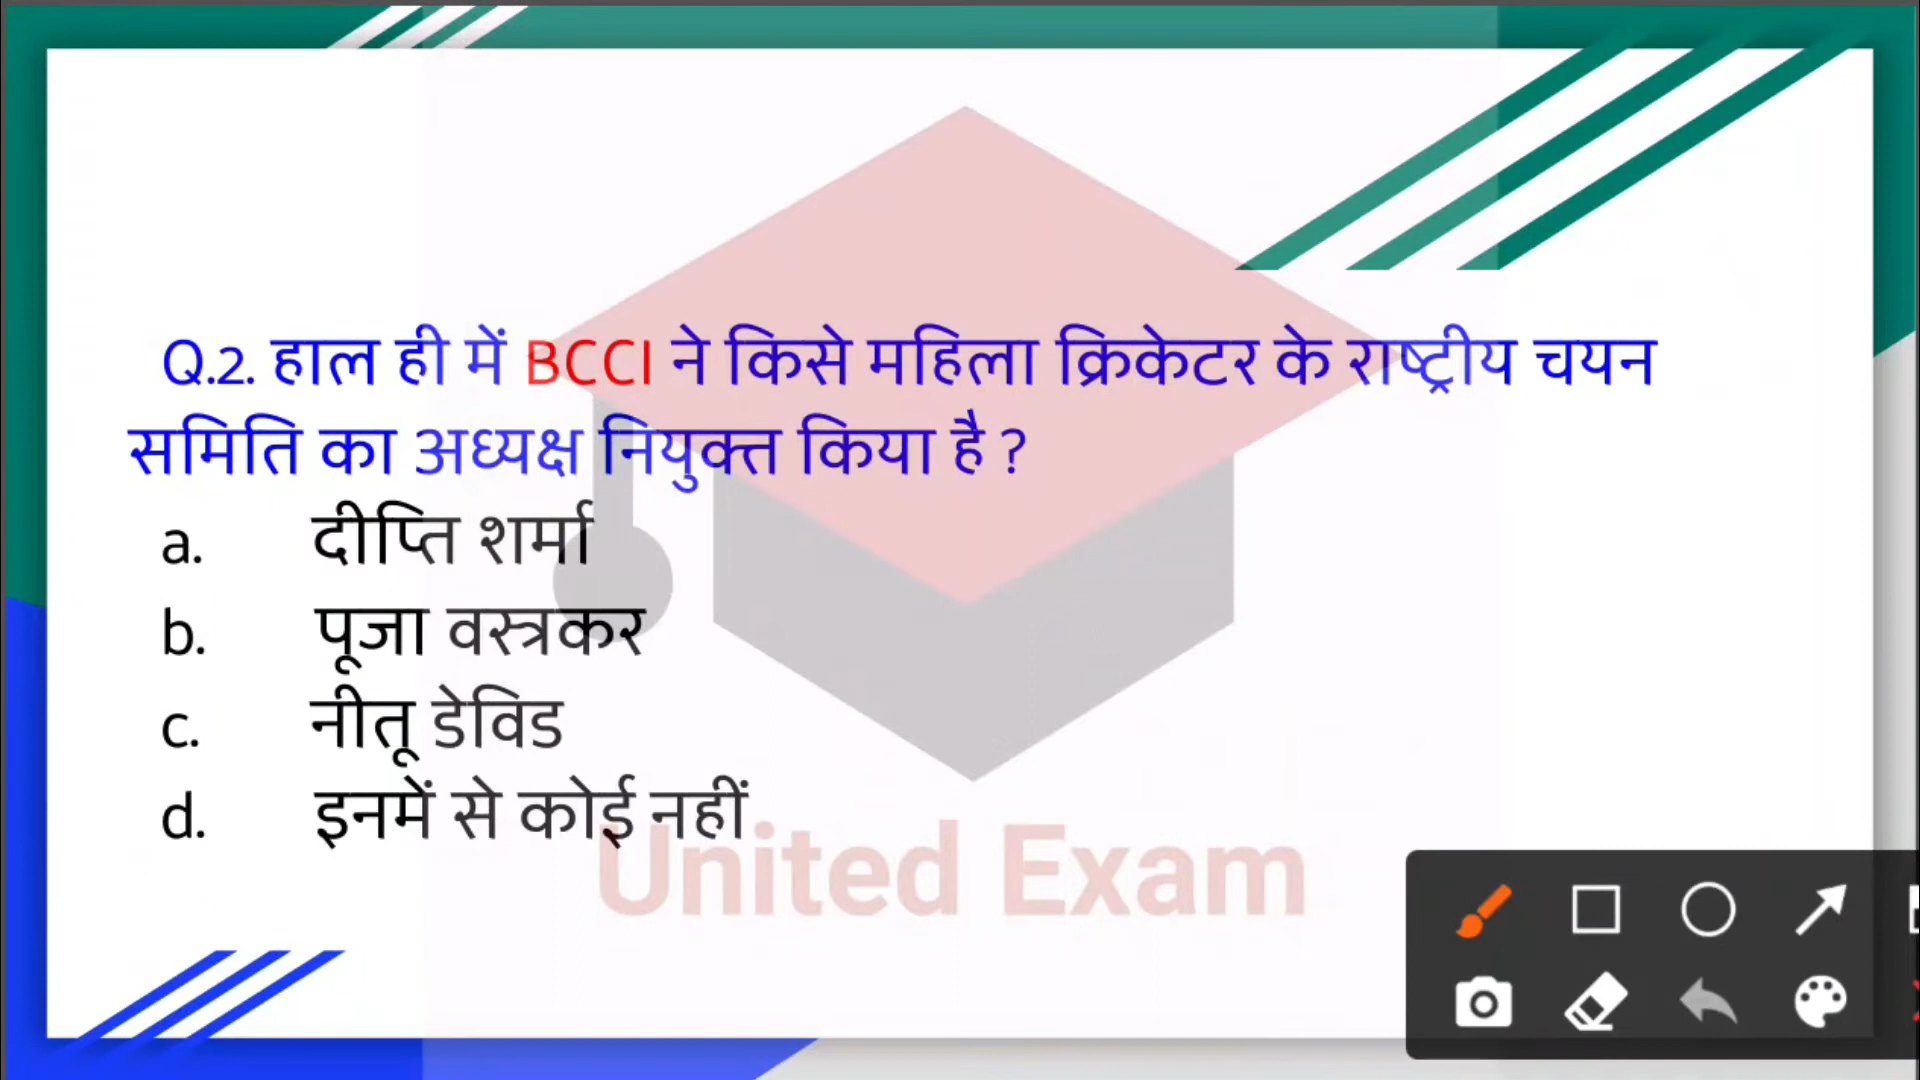 Q.2. हाल ही में BCCI ने किसे महिला क्रिकेटर के राष्ट्रीय चयन
समिति का अध्यक्ष नियुक्त किया है ?
a. दीप्ति शर्मा
b. पूजा वस्त्रकर
c. नीतू डेविड
d. इनमें से कोई नहीं
United Exam